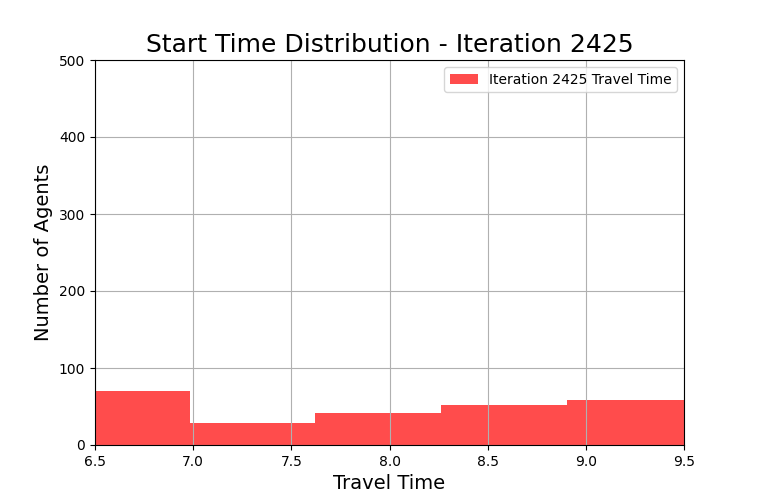 Start Time Distribution - Iteration 2425
Iteration 2425 Travel Time
Number of Agents
500
400
300
200
100
0
6.5 7.0 7.5 8.0 8.5 9.0 9.5
Travel Time